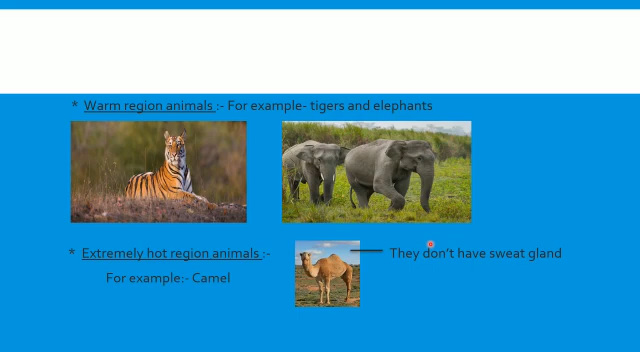 * Warm region animals :- For example- tigers and elephants
* Extremely hot region animals :-
They don't have sweat gland
For example:- Camel